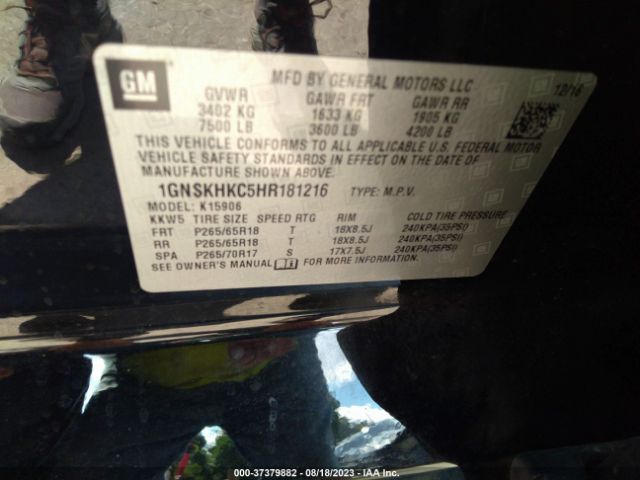 GM
MFD BY GENERAL MOTORS LLC
12/16
GVWR GAWR FRT GAWR RR
3402 KG 1633 KG 1905 KG
7500 LB 3600 LB 4200 LB
THIS VEHICLE CONFORMS TO ALL APPLICABLE U.S. FEDERAL MOTOR
VEHICLE SAFETY STANDARDS IN EFFECT ON THE DATE OF
MANUFACTURE SHOWN ABOVE.
1GNSKHKC5HR181216 TYPE: M.P.V.
MODEL: K15906
KKW5 TIRE SIZE SPEED RTG RIM COLD TIRE PRESSURE
FRT P265/65R18 T 18X8.5J 240KPA(35PSI)
RR P265/65R18 T 18X8.5J 240KPA(35PSI)
SPA P265/70R17 S 17X7.5J 240KPA(35PSI)
SEE OWNER'S MANUAL FOR MORE INFORMATION.
000-37379882 - 08/18/2023 - IAA Inc.